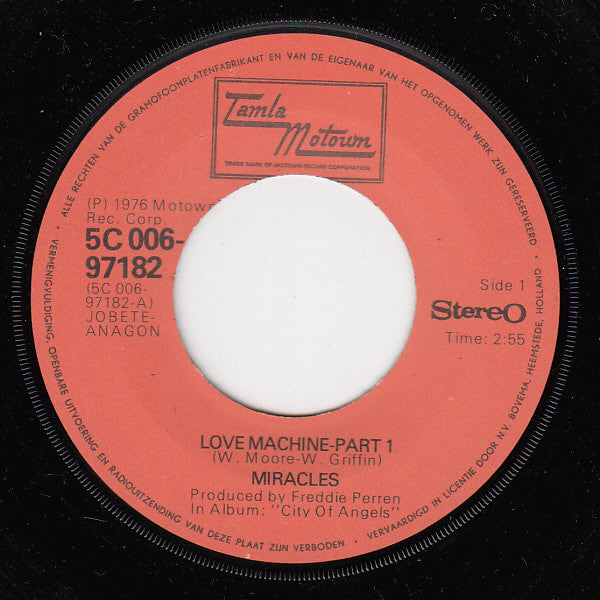 ALLE RECHTEN VAN DE GRAMOFOONPLATENFABRIKANT EN VAN DE EIGENAAR VAN HET OPGENOMEN WERK ZIJN GERESERVEERD
Tamla
Motown
TRADE MARK OF MOTOWN RECORD CORPORATION
(P) 1976 Motown
Rec. Corp.
5C 006-
97182
(5C 006-
97182-A)
JOBETE-
ANAGON
Side 1
StereO
Time: 2:55
LOVE MACHINE-PART 1
(W. Moore-W. Griffin)
MIRACLES
Produced by Freddie Perren
In Album: "City Of Angels"
· VERMENIGVULDIGING, OPENBARE UITVOERING EN RADIOUITZENDING VAN DEZE PLAAT ZIJN VERBODEN · VERVAARDIGD IN LICENTIE DOOR N.V. BOVEMA, HEEMSTEDE, HOLLAND ·